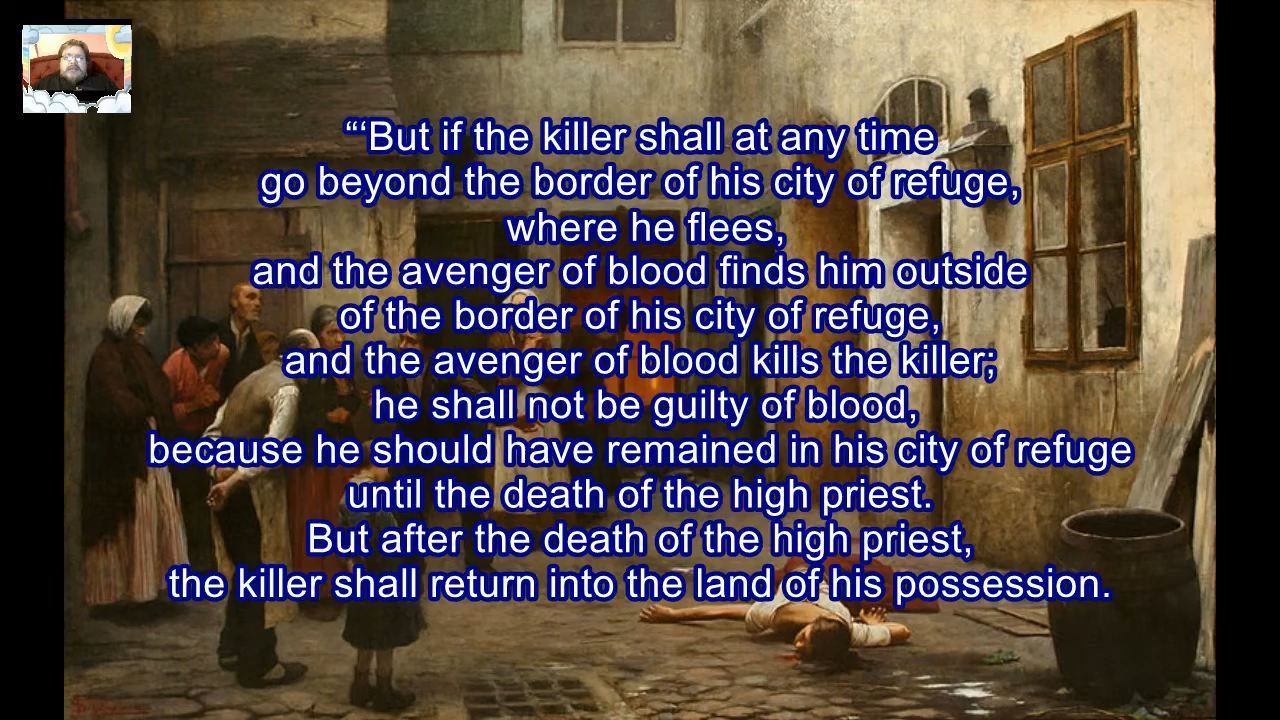 “‘But if the killer shall at any time
go beyond the border of his city of refuge,
where he flees,
and the avenger of blood finds him outside
of the border of his city of refuge,
and the avenger of blood kills the killer;
he shall not be guilty of blood,
because he should have remained in his city of refuge
until the death of the high priest.
But after the death of the high priest,
the killer shall return into the land of his possession.